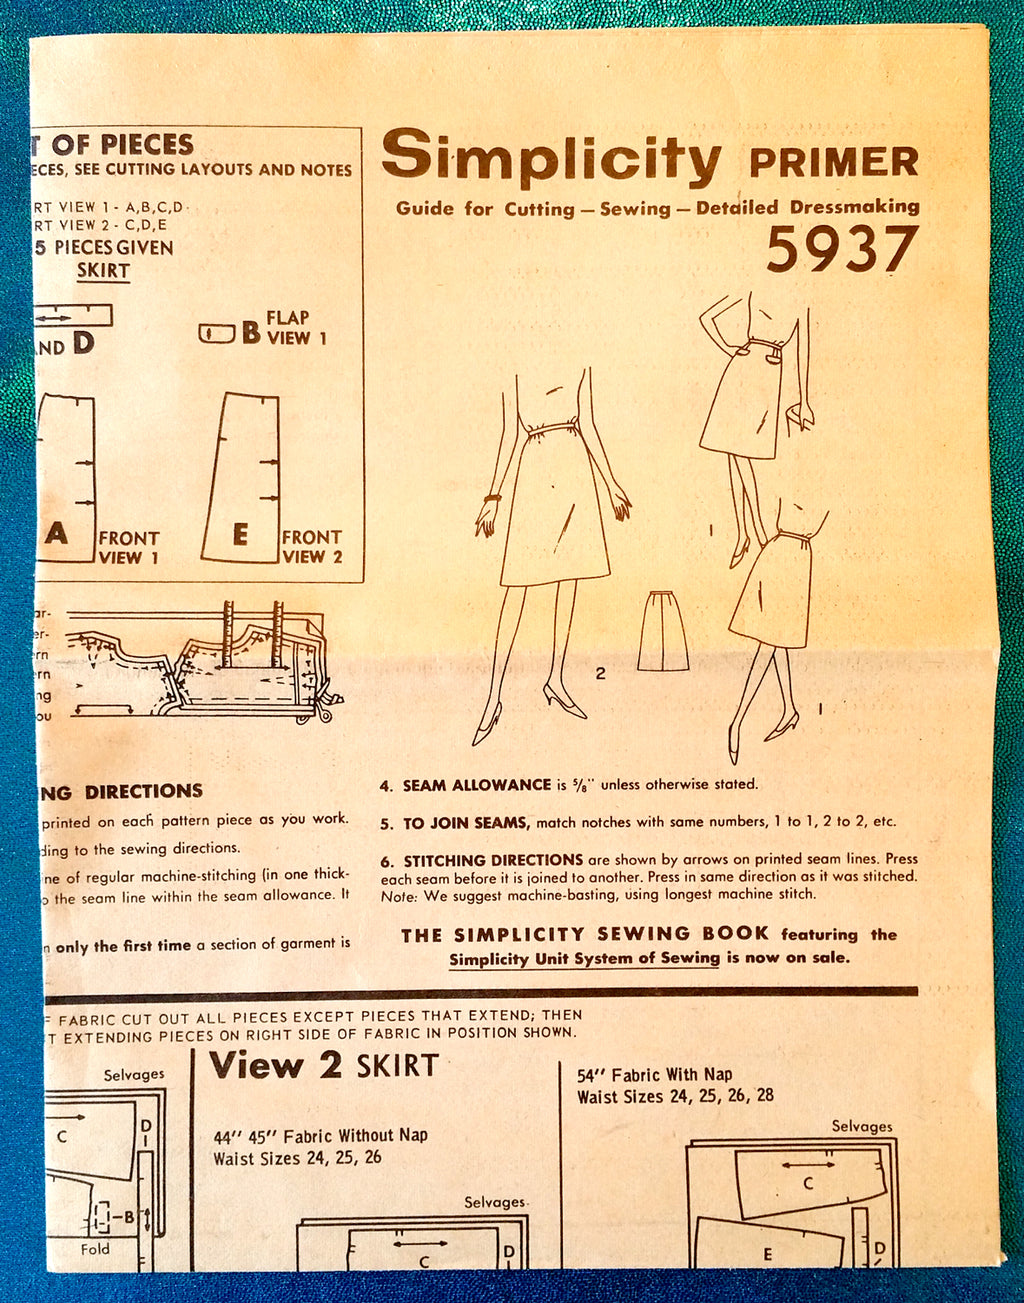 T OF PIECES
ECES, SEE CUTTING LAYOUTS AND NOTES
RT VIEW 1 - A,B,C,D
RT VIEW 2 - C,D,E
5 PIECES GIVEN
SKIRT
ND D
B FLAP
VIEW 1
A FRONT
VIEW 1
E FRONT
VIEW 2
Simplicity PRIMER
Guide for Cutting — Sewing — Detailed Dressmaking
5937
1
2
1
ar-
er-
rn
rn
ng
ou
NG DIRECTIONS
printed on each pattern piece as you work.
ding to the sewing directions.
ne of regular machine-stitching (in one thick-
o the seam line within the seam allowance. It
n only the first time a section of garment is
4. SEAM ALLOWANCE is 5/8" unless otherwise stated.
5. TO JOIN SEAMS, match notches with same numbers, 1 to 1, 2 to 2, etc.
6. STITCHING DIRECTIONS are shown by arrows on printed seam lines. Press
each seam before it is joined to another. Press in same direction as it was stitched.
Note: We suggest machine-basting, using longest machine stitch.
THE SIMPLICITY SEWING BOOK featuring the
Simplicity Unit System of Sewing is now on sale.
F FABRIC CUT OUT ALL PIECES EXCEPT PIECES THAT EXTEND; THEN
T EXTENDING PIECES ON RIGHT SIDE OF FABRIC IN POSITION SHOWN.
Selvages
C
D
B
Fold
View 2 SKIRT
44" 45" Fabric Without Nap
Waist Sizes 24, 25, 26
Selvages
C
D
54" Fabric With Nap
Waist Sizes 24, 25, 26, 28
Selvages
C
E
D